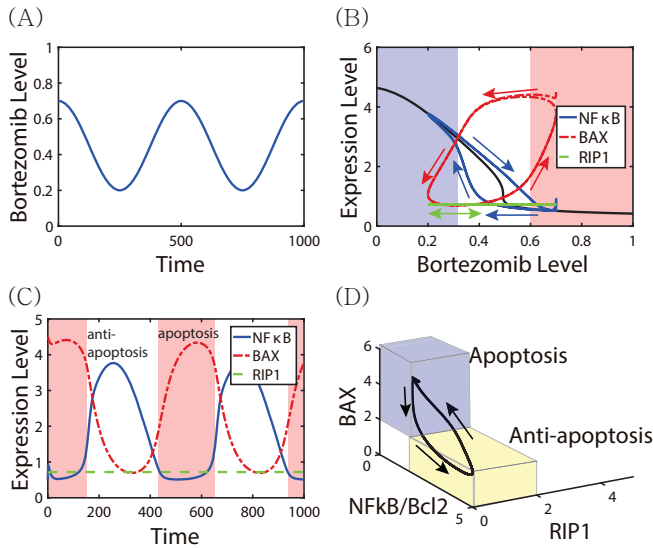 (A)
1
0.8
0.6
0.4
0.2
0
0
500
1000
Bortezomib Level
Time
(B)
6
4
2
0
0
0.2
0.4
0.6
0.8
1
Expression Level
Bortezomib Level
NFκB
BAX
RIP1
(C)
5
4
3
2
1
0
0
200
400
600
800
1000
Expression Level
Time
anti-
apoptosis
apoptosis
NFκB
BAX
RIP1
(D)
6
4
2
0
0
5
0
2
4
BAX
NFkB/Bcl2
RIP1
Apoptosis
Anti-apoptosis